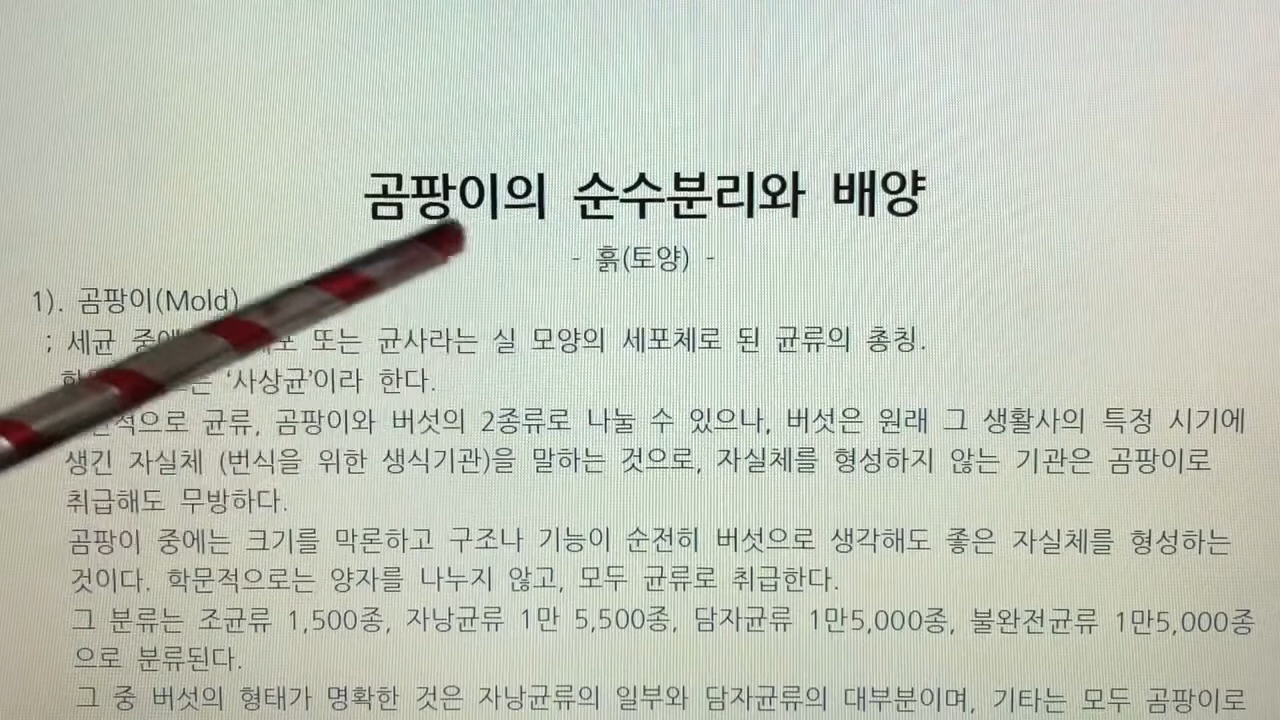 곰팡이의 순수분리와 배양
- 흙(토양) -
1). 곰팡이(Mold)
; 세균 중에 또는 균사라는 실 모양의 세포체로 된 균류의 총칭.
‘사상균’이라 한다.
균류, 곰팡이와 버섯의 2종류로 나눌 수 있으나, 버섯은 원래 그 생활사의 특정 시기에
생긴 자실체 (번식을 위한 생식기관)을 말하는 것으로, 자실체를 형성하지 않는 기관은 곰팡이로
취급해도 무방하다.
곰팡이 중에는 크기를 막론하고 구조나 기능이 순전히 버섯으로 생각해도 좋은 자실체를 형성하는
것이다. 학문적으로는 양자를 나누지 않고, 모두 균류로 취급한다.
그 분류는 조균류 1,500종, 자낭균류 1만 5,500종, 담자균류 1만5,000종, 불완전균류 1만5,000종
으로 분류된다.
그 중 버섯의 형태가 명확한 것은 자낭균류의 일부와 담자균류의 대부분이며, 기타는 모두 곰팡이로